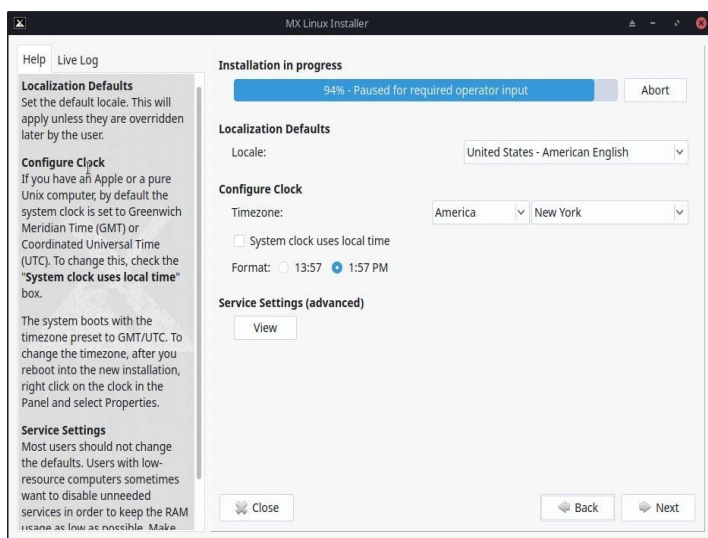 MX Linux Installer
Help
Live Log
Localization Defaults
Set the default locale. This will
apply unless they are overridden
later by the user.
Configure Clock
If you have an Apple or a pure
Unix computer, by default the
system clock is set to Greenwich
Meridian Time (GMT) or
Coordinated Universal Time
(UTC). To change this, check the
"System clock uses local time"
box.
The system boots with the
timezone preset to GMT/UTC. To
change the timezone, after you
reboot into the new installation,
right click on the clock in the
Panel and select Properties.
Service Settings
Most users should not change
the defaults. Users with low-
resource computers sometimes
want to disable unneeded
services in order to keep the RAM
usage as low as possible. Make
Installation in progress
94% - Paused for required operator input
Abort
Localization Defaults
Locale:
United States - American English
Configure Clock
Timezone:
America
New York
System clock uses local time
Format:
13:57
1:57 PM
Service Settings (advanced)
View
Close
Back
Next